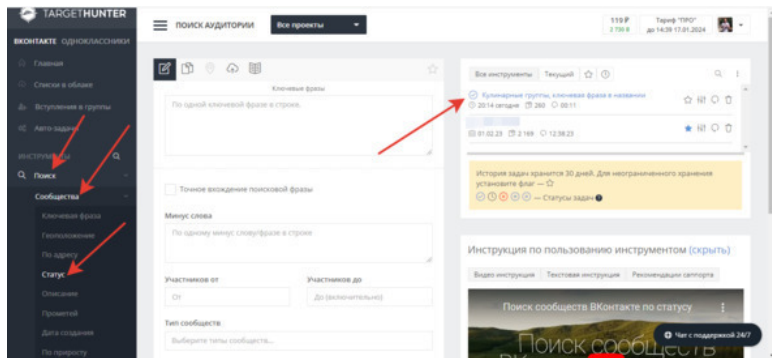 TARGETHUNTER
ВКОНТАКТЕ ОДНОКЛАССНИКИ
Главная
Списки в облаке
Вступления в группы
Авто-задачи
ИНСТРУМЕНТЫ
Поиск
Сообщества
Ключевая фраза
Геоположение
По адресу
Статус
Описание
Прометей
Дата создания
По приросту
ПОИСК АУДИТОРИИ
Все проекты
119 ₽
Тариф "ПРО"
до 14:39 17.01.2024
Ключевые фразы
По одной ключевой фразе в строке.
Точное вхождение поисковой фразы
Минус слова
По одному минус слову/фразе в строке
Участников от
Участников до
От
До (включительно)
Тип сообществ
Выберите типы сообществ...
Все инструменты
Текущий
Кулинарные группы, ключевая фраза в названии
20:14 сегодня 260 00:11
01.02.23 2 169 12:58:23
История задач хранится 30 дней. Для неограниченного хранения
установите флаг —
— Статусы задач
Инструкция по пользованию инструментом (скрыть)
Видео инструкция
Текстовая инструкция
Рекомендации саппорта
Поиск сообществ ВКонтакте по статусу
Поиск сообществ
Чат с поддержкой 24/7